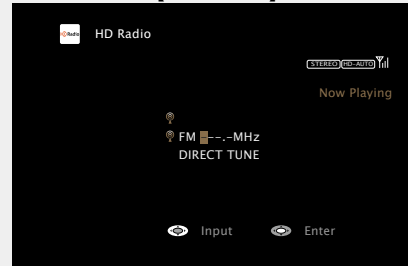 HD Radio
STEREO HD-AUTO
Now Playing
FM --.-MHz
DIRECT TUNE
Input Enter